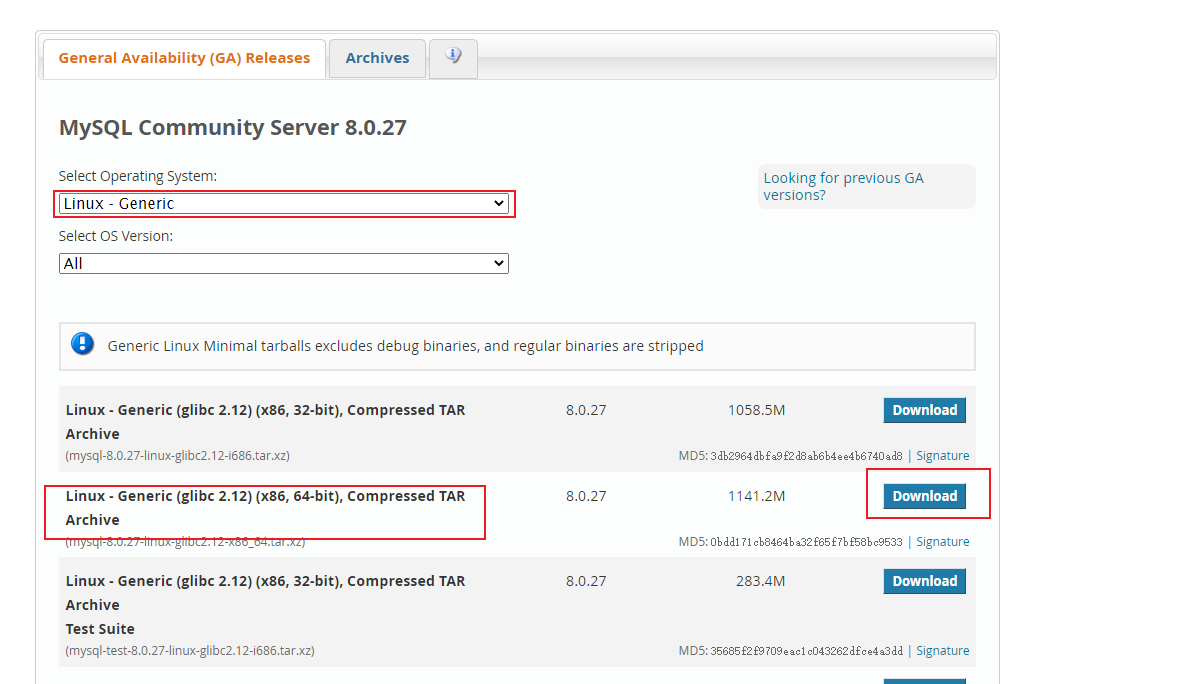 General Availability (GA) Releases
Archives
MySQL Community Server 8.0.27
Select Operating System:
Looking for previous GA
versions?
Linux - Generic
Select OS Version:
All
Generic Linux Minimal tarballs excludes debug binaries, and regular binaries are stripped
Linux - Generic (glibc 2.12) (x86, 32-bit), Compressed TAR 8.0.27 1058.5M Download
Archive
(mysql-8.0.27-linux-glibc2.12-i686.tar.xz) MD5: 3db2964dbfa9f2d8ab6b4ee4b6740ad8 | Signature
Linux - Generic (glibc 2.12) (x86, 64-bit), Compressed TAR 8.0.27 1141.2M Download
Archive
(mysql-8.0.27-linux-glibc2.12-x86_64.tar.xz) MD5: 0bdd171cb8464ba32f65f7bf58bc9533 | Signature
Linux - Generic (glibc 2.12) (x86, 32-bit), Compressed TAR 8.0.27 283.4M Download
Archive
Test Suite
(mysql-test-8.0.27-linux-glibc2.12-i686.tar.xz) MD5: 35685f2f9709eac1c043262dfce4a3dd | Signature